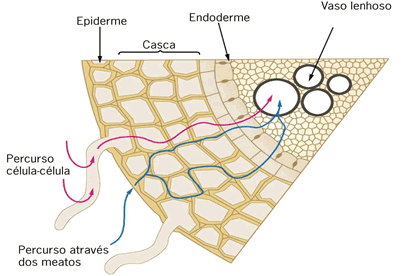 Vaso lenhoso
Epiderme
Endoderme
Casca
Percurso
célula-célula
Percurso através
dos meatos